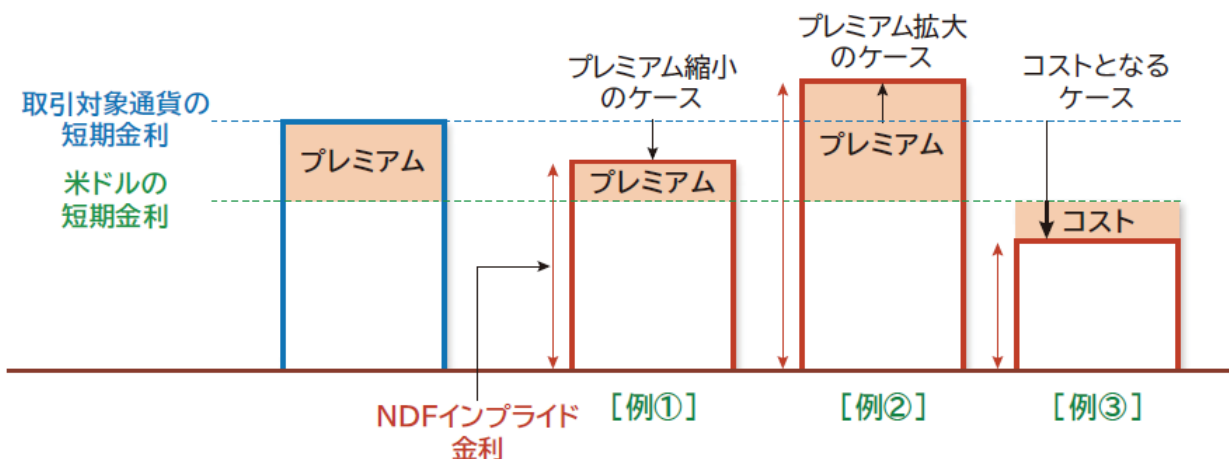 取引対象通貨の
短期金利
米ドルの
短期金利
プレミアム
プレミアム縮小
のケース
プレミアム
プレミアム拡大
のケース
プレミアム
コストとなる
ケース
コスト
NDFインプライド
金利
［例①］
［例②］
［例③］